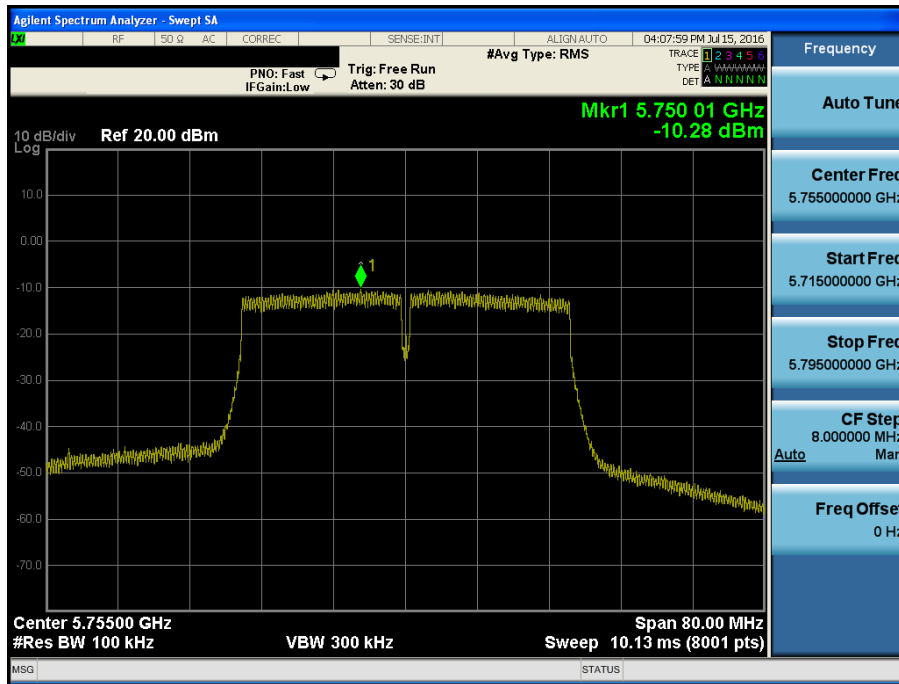 Agilent Spectrum Analyzer - Swept SA
LXI RF 50 Ω AC CORREC SENSE:INT ALIGN AUTO 04:07:59 PM Jul 15, 2016
Frequency
#Avg Type: RMS
TRACE 1 2 3 4 5 6
PNO: Fast Trig: Free Run
TYPE A WWWWW
IFGain:Low Atten: 30 dB
DET A N N N N N
Auto Tune
Mkr1 5.750 01 GHz
10 dB/div Ref 20.00 dBm
-10.28 dBm
Log
Center Freq
5.755000000 GHz
10.0
0.00
Start Freq
5.715000000 GHz
1
-10.0
-20.0
Stop Freq
5.795000000 GHz
-30.0
-40.0
CF Step
8.000000 MHz
Auto Man
-50.0
Freq Offset
0 Hz
-60.0
-70.0
Center 5.75500 GHz Span 80.00 MHz
#Res BW 100 kHz VBW 300 kHz Sweep 10.13 ms (8001 pts)
MSG STATUS